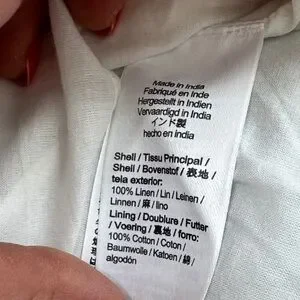 Made in India
Fabriqué en Inde
Hergestellt in Indien
Vervaardigd in India
インド製
hecho en india
Shell / Tissu Principal /
Shell / Bovenstof / 表地 /
tela exterior:
100% Linen / Lin / Leinen /
Linnen / 麻 / lino
Lining / Doublure / Futter
/ Voering / 裏地 / forro:
100% Cotton / Coton /
Baumwolle / Katoen / 綿 /
algodón